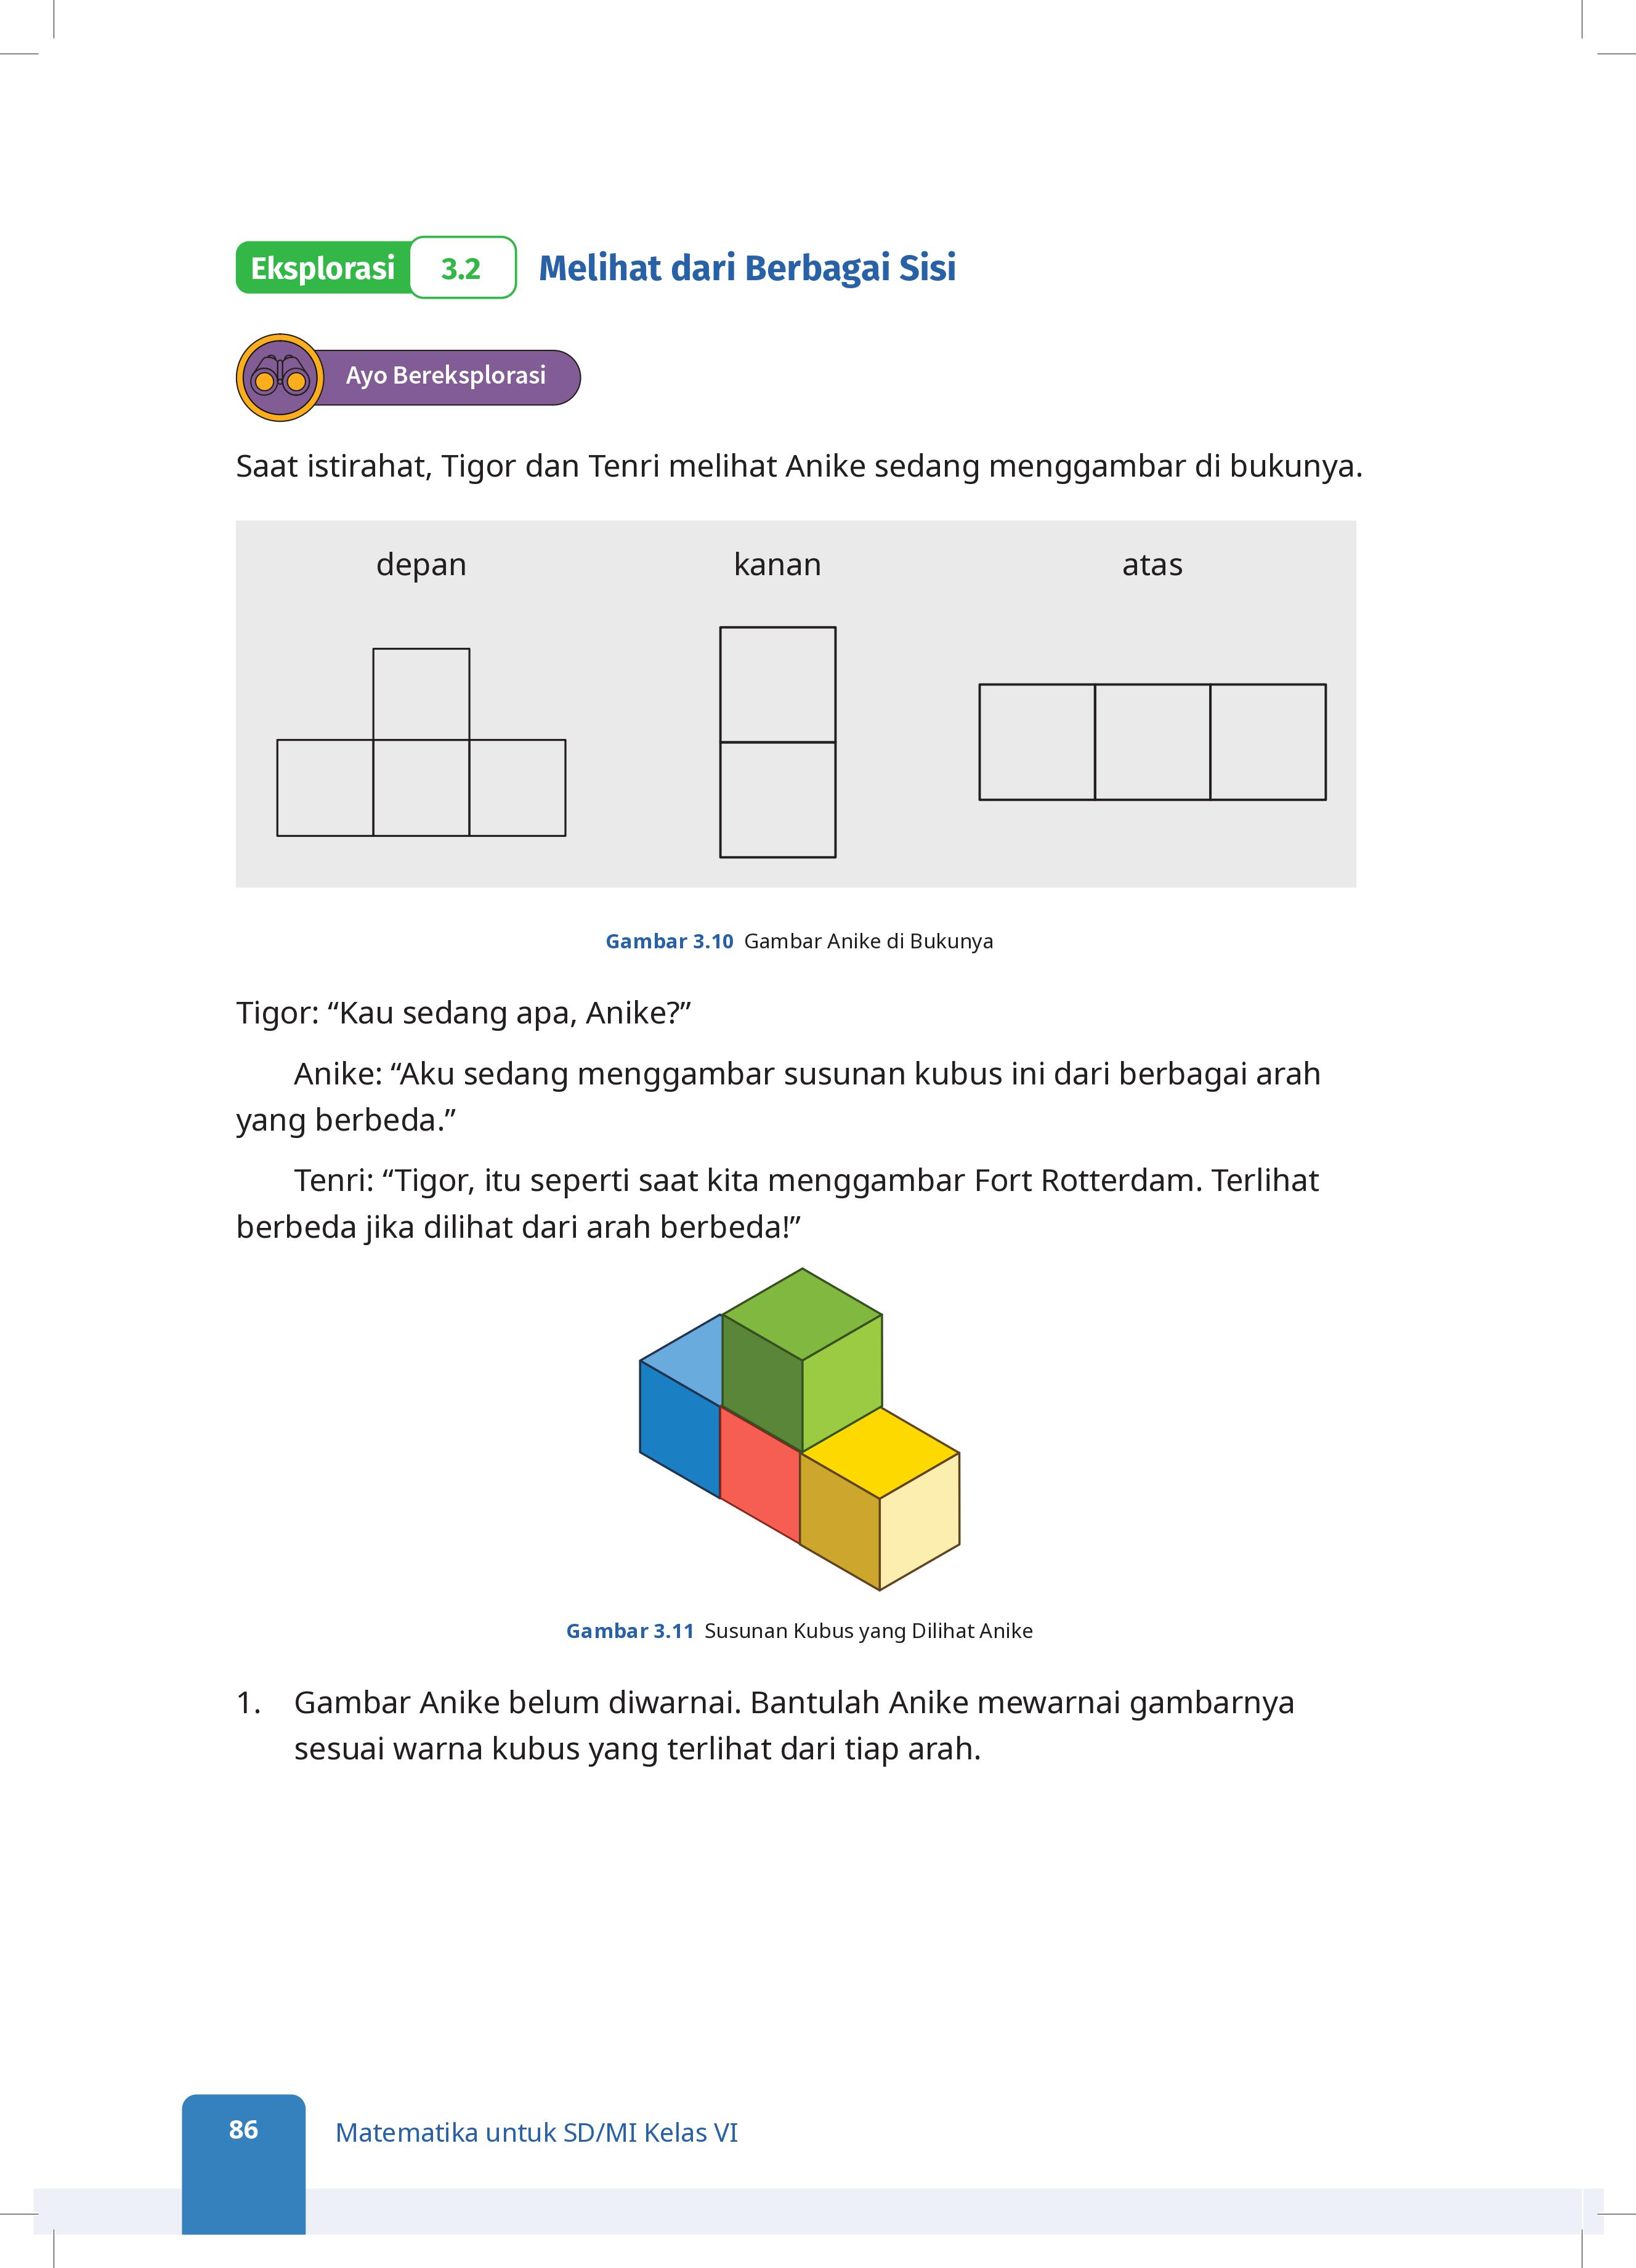 Eksplorasi 3.2 Melihat dari Berbagai Sisi
Ayo Bereksplorasi
Saat istirahat, Tigor dan Tenri melihat Anike sedang menggambar di bukunya.
depan kanan atas
Gambar 3.10 Gambar Anike di Bukunya
Tigor: “Kau sedang apa, Anike?”
Anike: “Aku sedang menggambar susunan kubus ini dari berbagai arah
yang berbeda.”
Tenri: “Tigor, itu seperti saat kita menggambar Fort Rotterdam. Terlihat
berbeda jika dilihat dari arah berbeda!”
Gambar 3.11 Susunan Kubus yang Dilihat Anike
1. Gambar Anike belum diwarnai. Bantulah Anike mewarnai gambarnya
sesuai warna kubus yang terlihat dari tiap arah.
86 Matematika untuk SD/MI Kelas VI